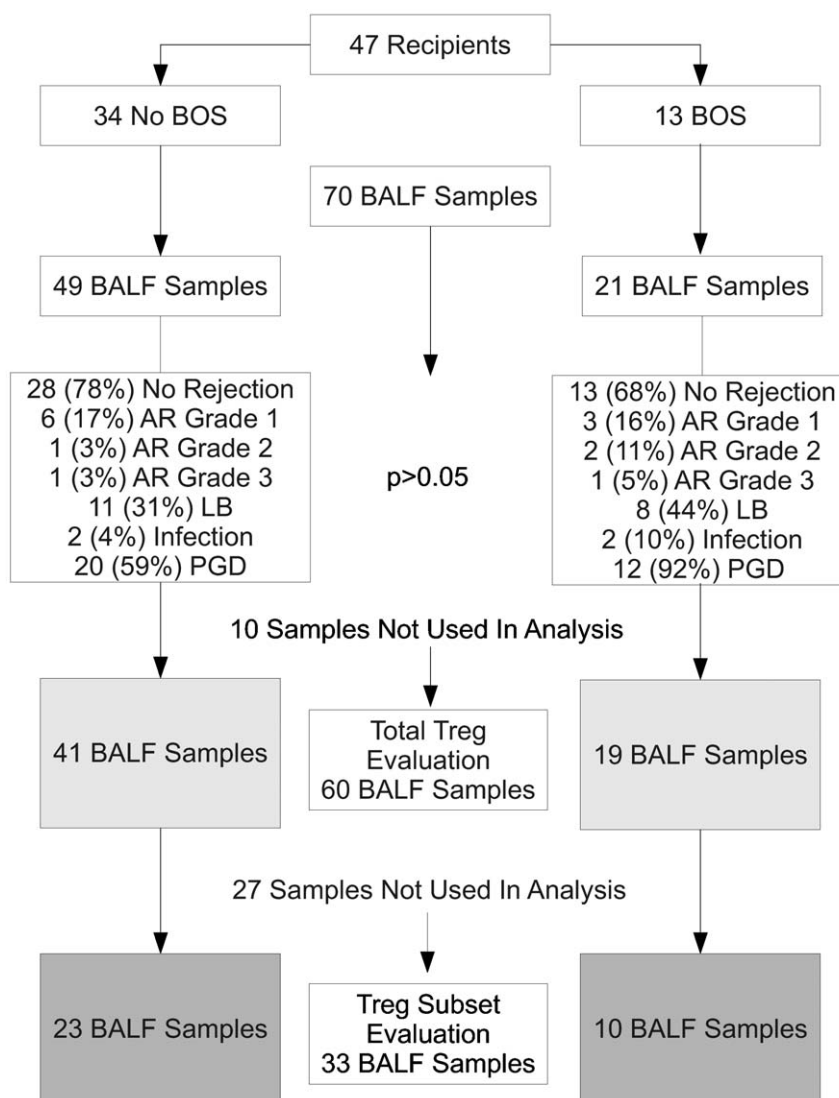 47 Recipients
34 No BOS
13 BOS
70 BALF Samples
49 BALF Samples
21 BALF Samples
28 (78%) No Rejection
6 (17%) AR Grade 1
1 (3%) AR Grade 2
1 (3%) AR Grade 3
11 (31%) LB
2 (4%) Infection
20 (59%) PGD
p>0.05
13 (68%) No Rejection
3 (16%) AR Grade 1
2 (11%) AR Grade 2
1 (5%) AR Grade 3
8 (44%) LB
2 (10%) Infection
12 (92%) PGD
10 Samples Not Used In Analysis
41 BALF Samples
Total Treg
Evaluation
60 BALF Samples
19 BALF Samples
27 Samples Not Used In Analysis
23 BALF Samples
Treg Subset
Evaluation
33 BALF Samples
10 BALF Samples